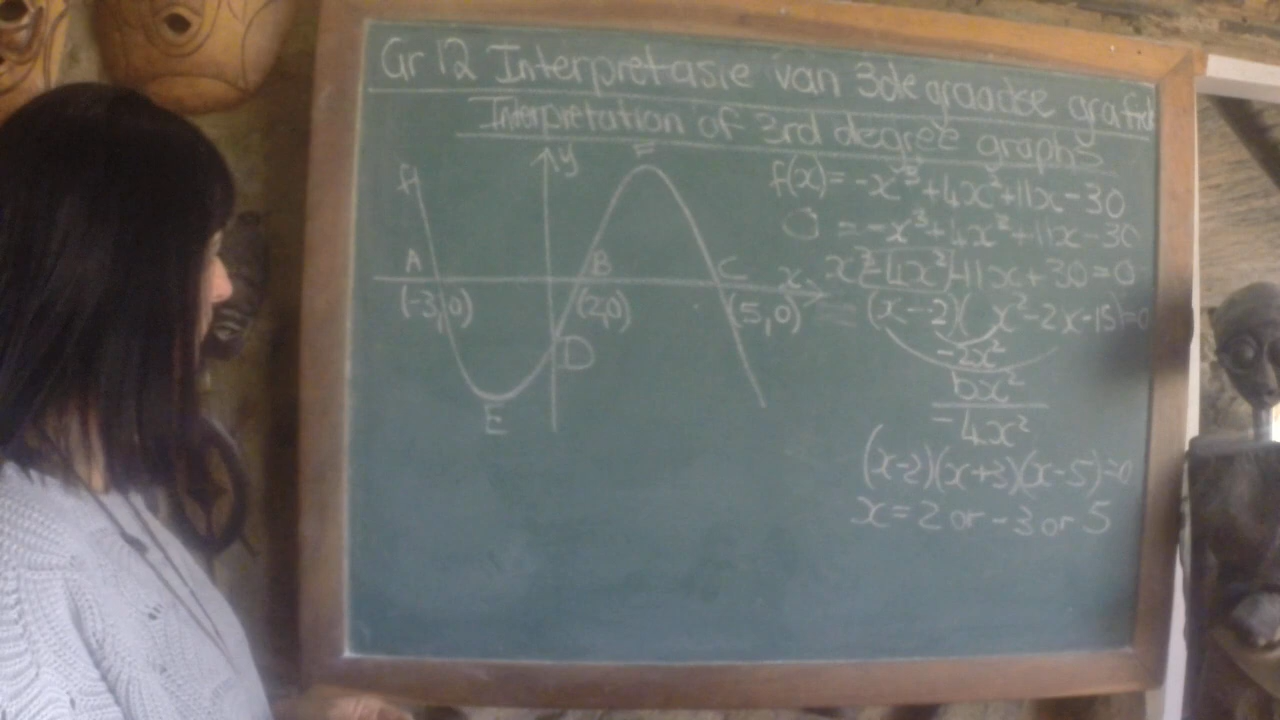 Gr 12 Interpretasie van 3de graadse grafiek
Interpretation of 3rd degree graphs
f
y
F
A
B
C
x
(-3,0)
(2,0)
(5,0)
D
E
f(x) = -x³+4x²+11x-30
0 = -x³+4x²+11x-30
x³-4x²-11x+30=0
(x-2)( x²-2x-15)=0
-2x²
bx²
-4x²
(x-2)(x+3)(x-5)=0
x=2 or -3 or 5